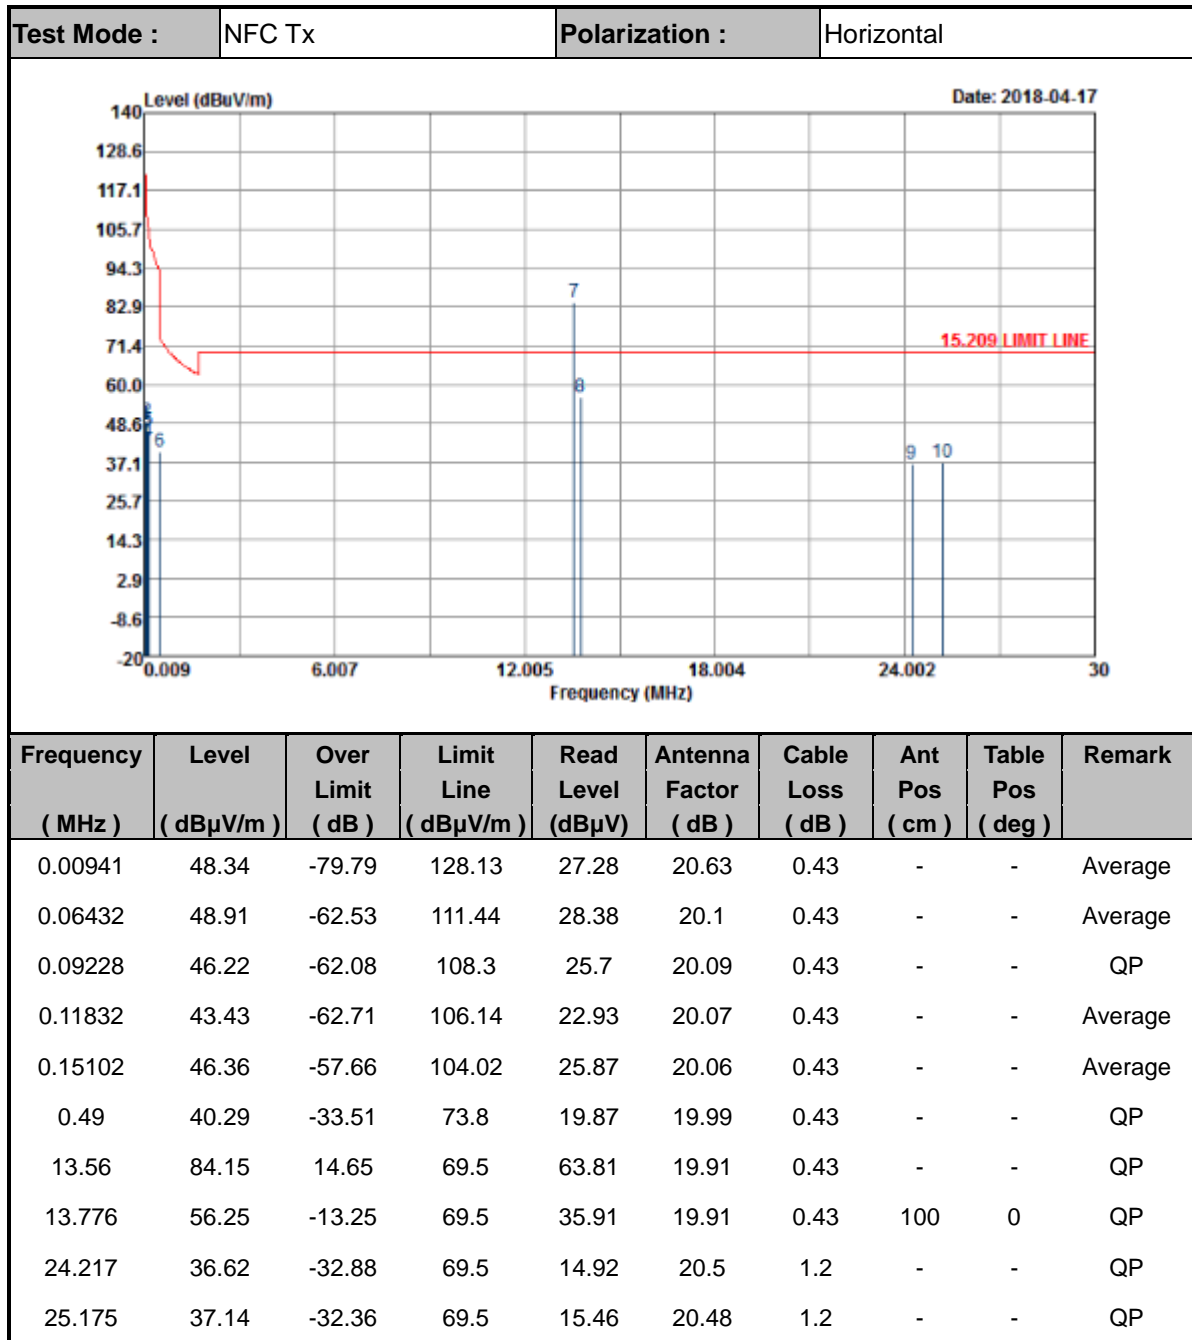 Test Mode : NFC Tx Polarization : Horizontal
Level (dBuV/m) Date: 2018-04-17
140
128.6
117.1
105.7
94.3
82.9
71.4
60.0
48.6
37.1
25.7
14.3
2.9
-8.6
-20
7
15.209 LIMIT LINE
8
6
9 10
0.009 6.007 12.005 18.004 24.002 30
Frequency (MHz)
Frequency Level Over Limit Read Antenna Cable Ant Table Remark
Limit Line Level Factor Loss Pos Pos
( MHz ) ( dBµV/m ) ( dB ) ( dBµV/m ) (dBµV) ( dB ) ( dB ) ( cm ) ( deg )
0.00941 48.34 -79.79 128.13 27.28 20.63 0.43 - - Average
0.06432 48.91 -62.53 111.44 28.38 20.1 0.43 - - Average
0.09228 46.22 -62.08 108.3 25.7 20.09 0.43 - - QP
0.11832 43.43 -62.71 106.14 22.93 20.07 0.43 - - Average
0.15102 46.36 -57.66 104.02 25.87 20.06 0.43 - - Average
0.49 40.29 -33.51 73.8 19.87 19.99 0.43 - - QP
13.56 84.15 14.65 69.5 63.81 19.91 0.43 - - QP
13.776 56.25 -13.25 69.5 35.91 19.91 0.43 100 0 QP
24.217 36.62 -32.88 69.5 14.92 20.5 1.2 - - QP
25.175 37.14 -32.36 69.5 15.46 20.48 1.2 - - QP